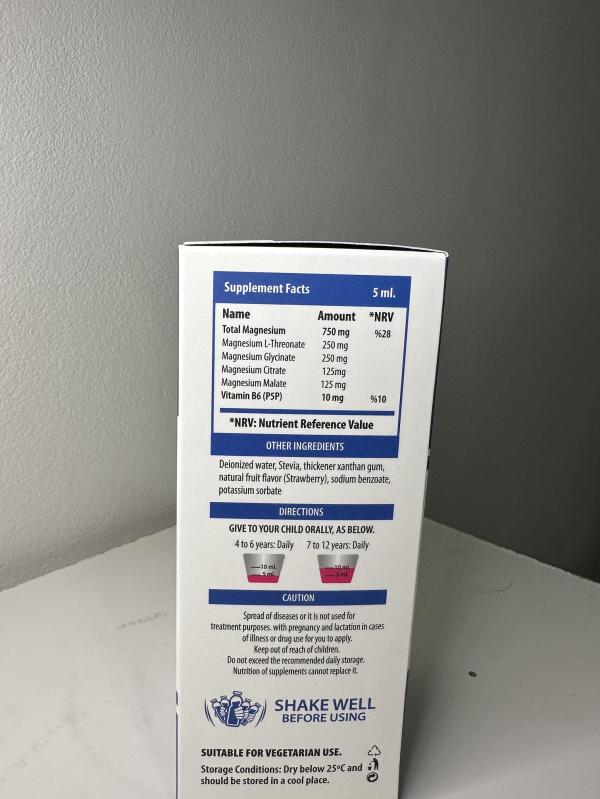 Supplement Facts 5 ml.
Name Amount *NRV
Total Magnesium 750 mg %28
Magnesium L-Threonate 250 mg
Magnesium Glycinate 250 mg
Magnesium Citrate 125mg
Magnesium Malate 125 mg
Vitamin B6 (P5P) 10 mg %10
*NRV: Nutrient Reference Value
OTHER INGREDIENTS
Deionized water, Stevia, thickener xanthan gum,
natural fruit flavor (Strawberry), sodium benzoate,
potassium sorbate
DIRECTIONS
GIVE TO YOUR CHILD ORALLY, AS BELOW.
4 to 6 years: Daily 7 to 12 years: Daily
10 mL 10 mL
5 mL 5 mL
CAUTION
Spread of diseases or it is not used for
treatment purposes. with pregnancy and lactation in cases
of illness or drug use for you to apply.
Keep out of reach of children.
Do not exceed the recommended daily storage.
Nutrition of supplements cannot replace it.
SHAKE WELL
BEFORE USING
SUITABLE FOR VEGETARIAN USE.
Storage Conditions: Dry below 25ºC and
should be stored in a cool place.